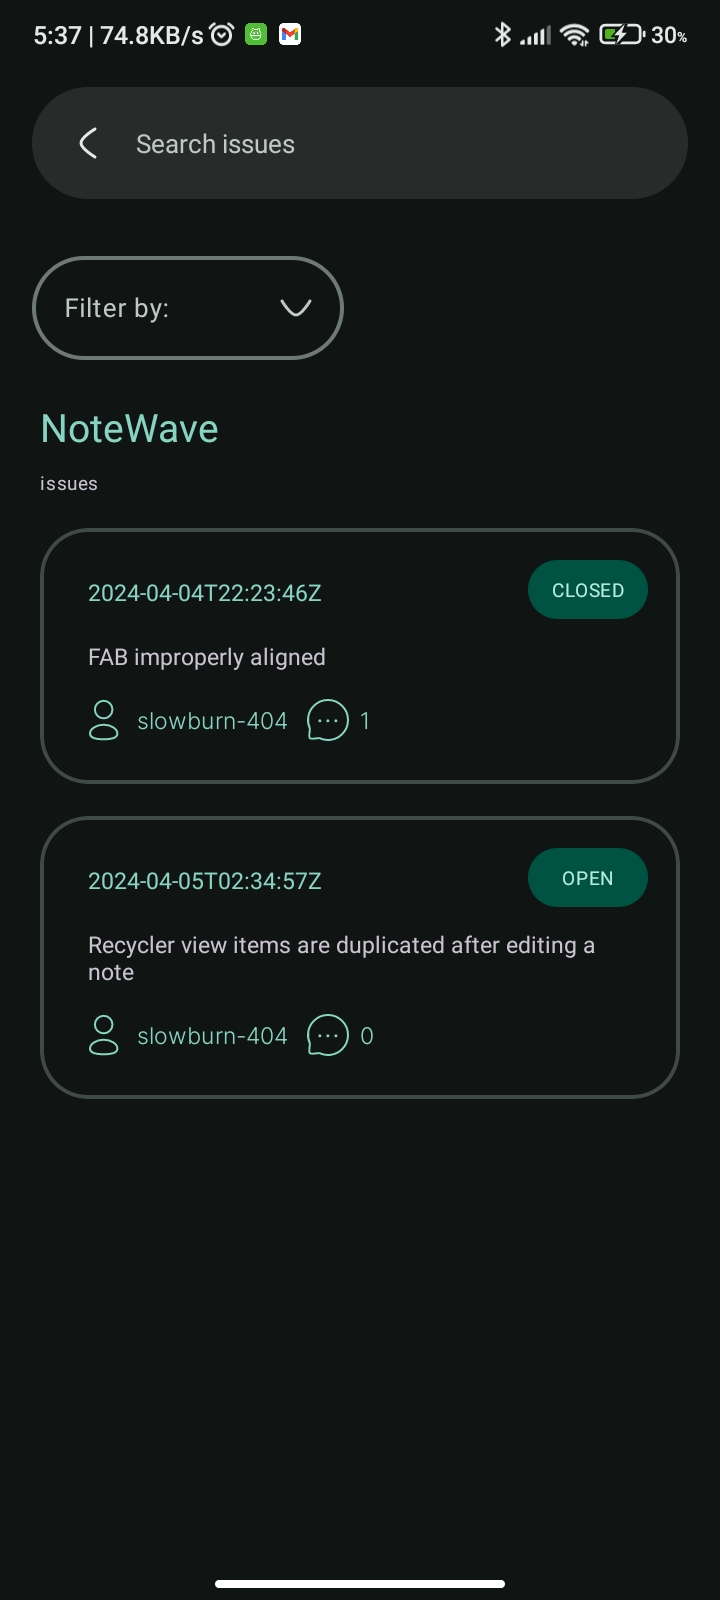 5:37 | 74.8KB/s 30%
Search issues
Filter by:
NoteWave
issues
2024-04-04T22:23:46Z CLOSED
FAB improperly aligned
slowburn-404 1
2024-04-05T02:34:57Z OPEN
Recycler view items are duplicated after editing a
note
slowburn-404 0